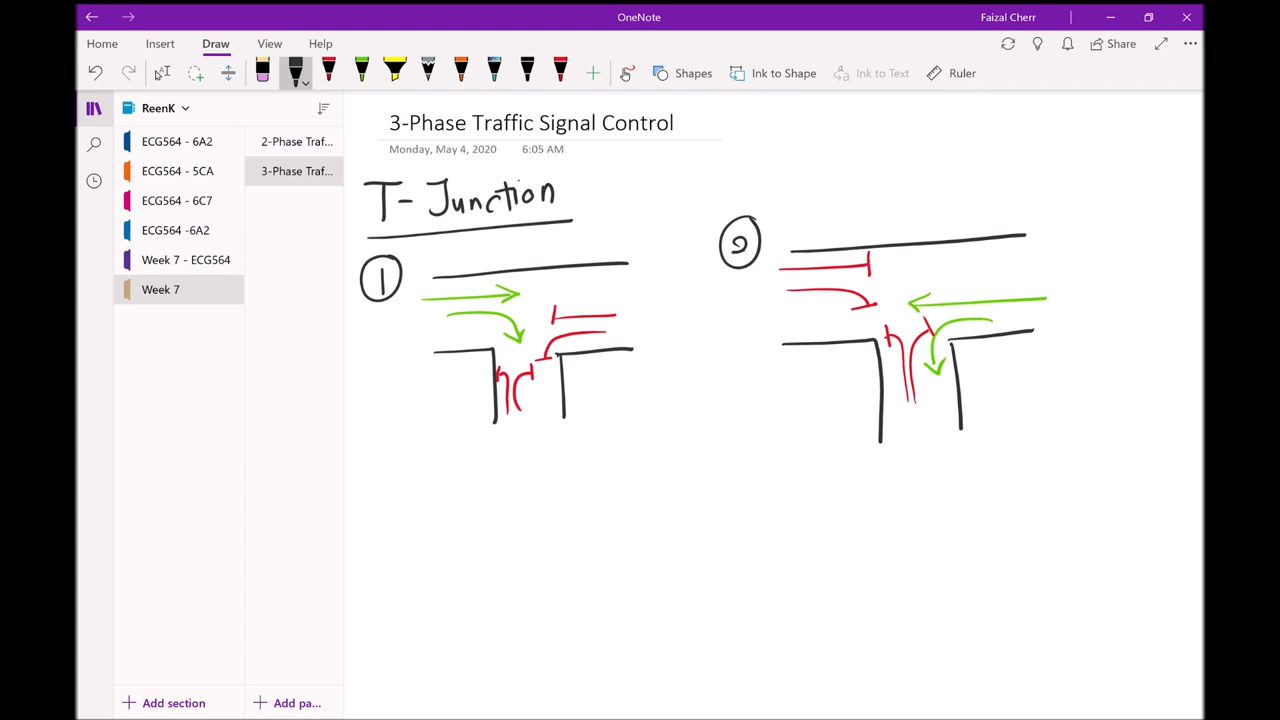 OneNote
Faizal Cherr
Home Insert Draw View Help
Share
Shapes Ink to Shape Ink to Text Ruler
ReenK
ECG564 - 6A2
ECG564 - 5CA
ECG564 - 6C7
ECG564 -6A2
Week 7 - ECG564
Week 7
2-Phase Traf...
3-Phase Traf...
3-Phase Traffic Signal Control
Monday, May 4, 2020 6:05 AM
T- Junction
1
2
Add section
Add pa...